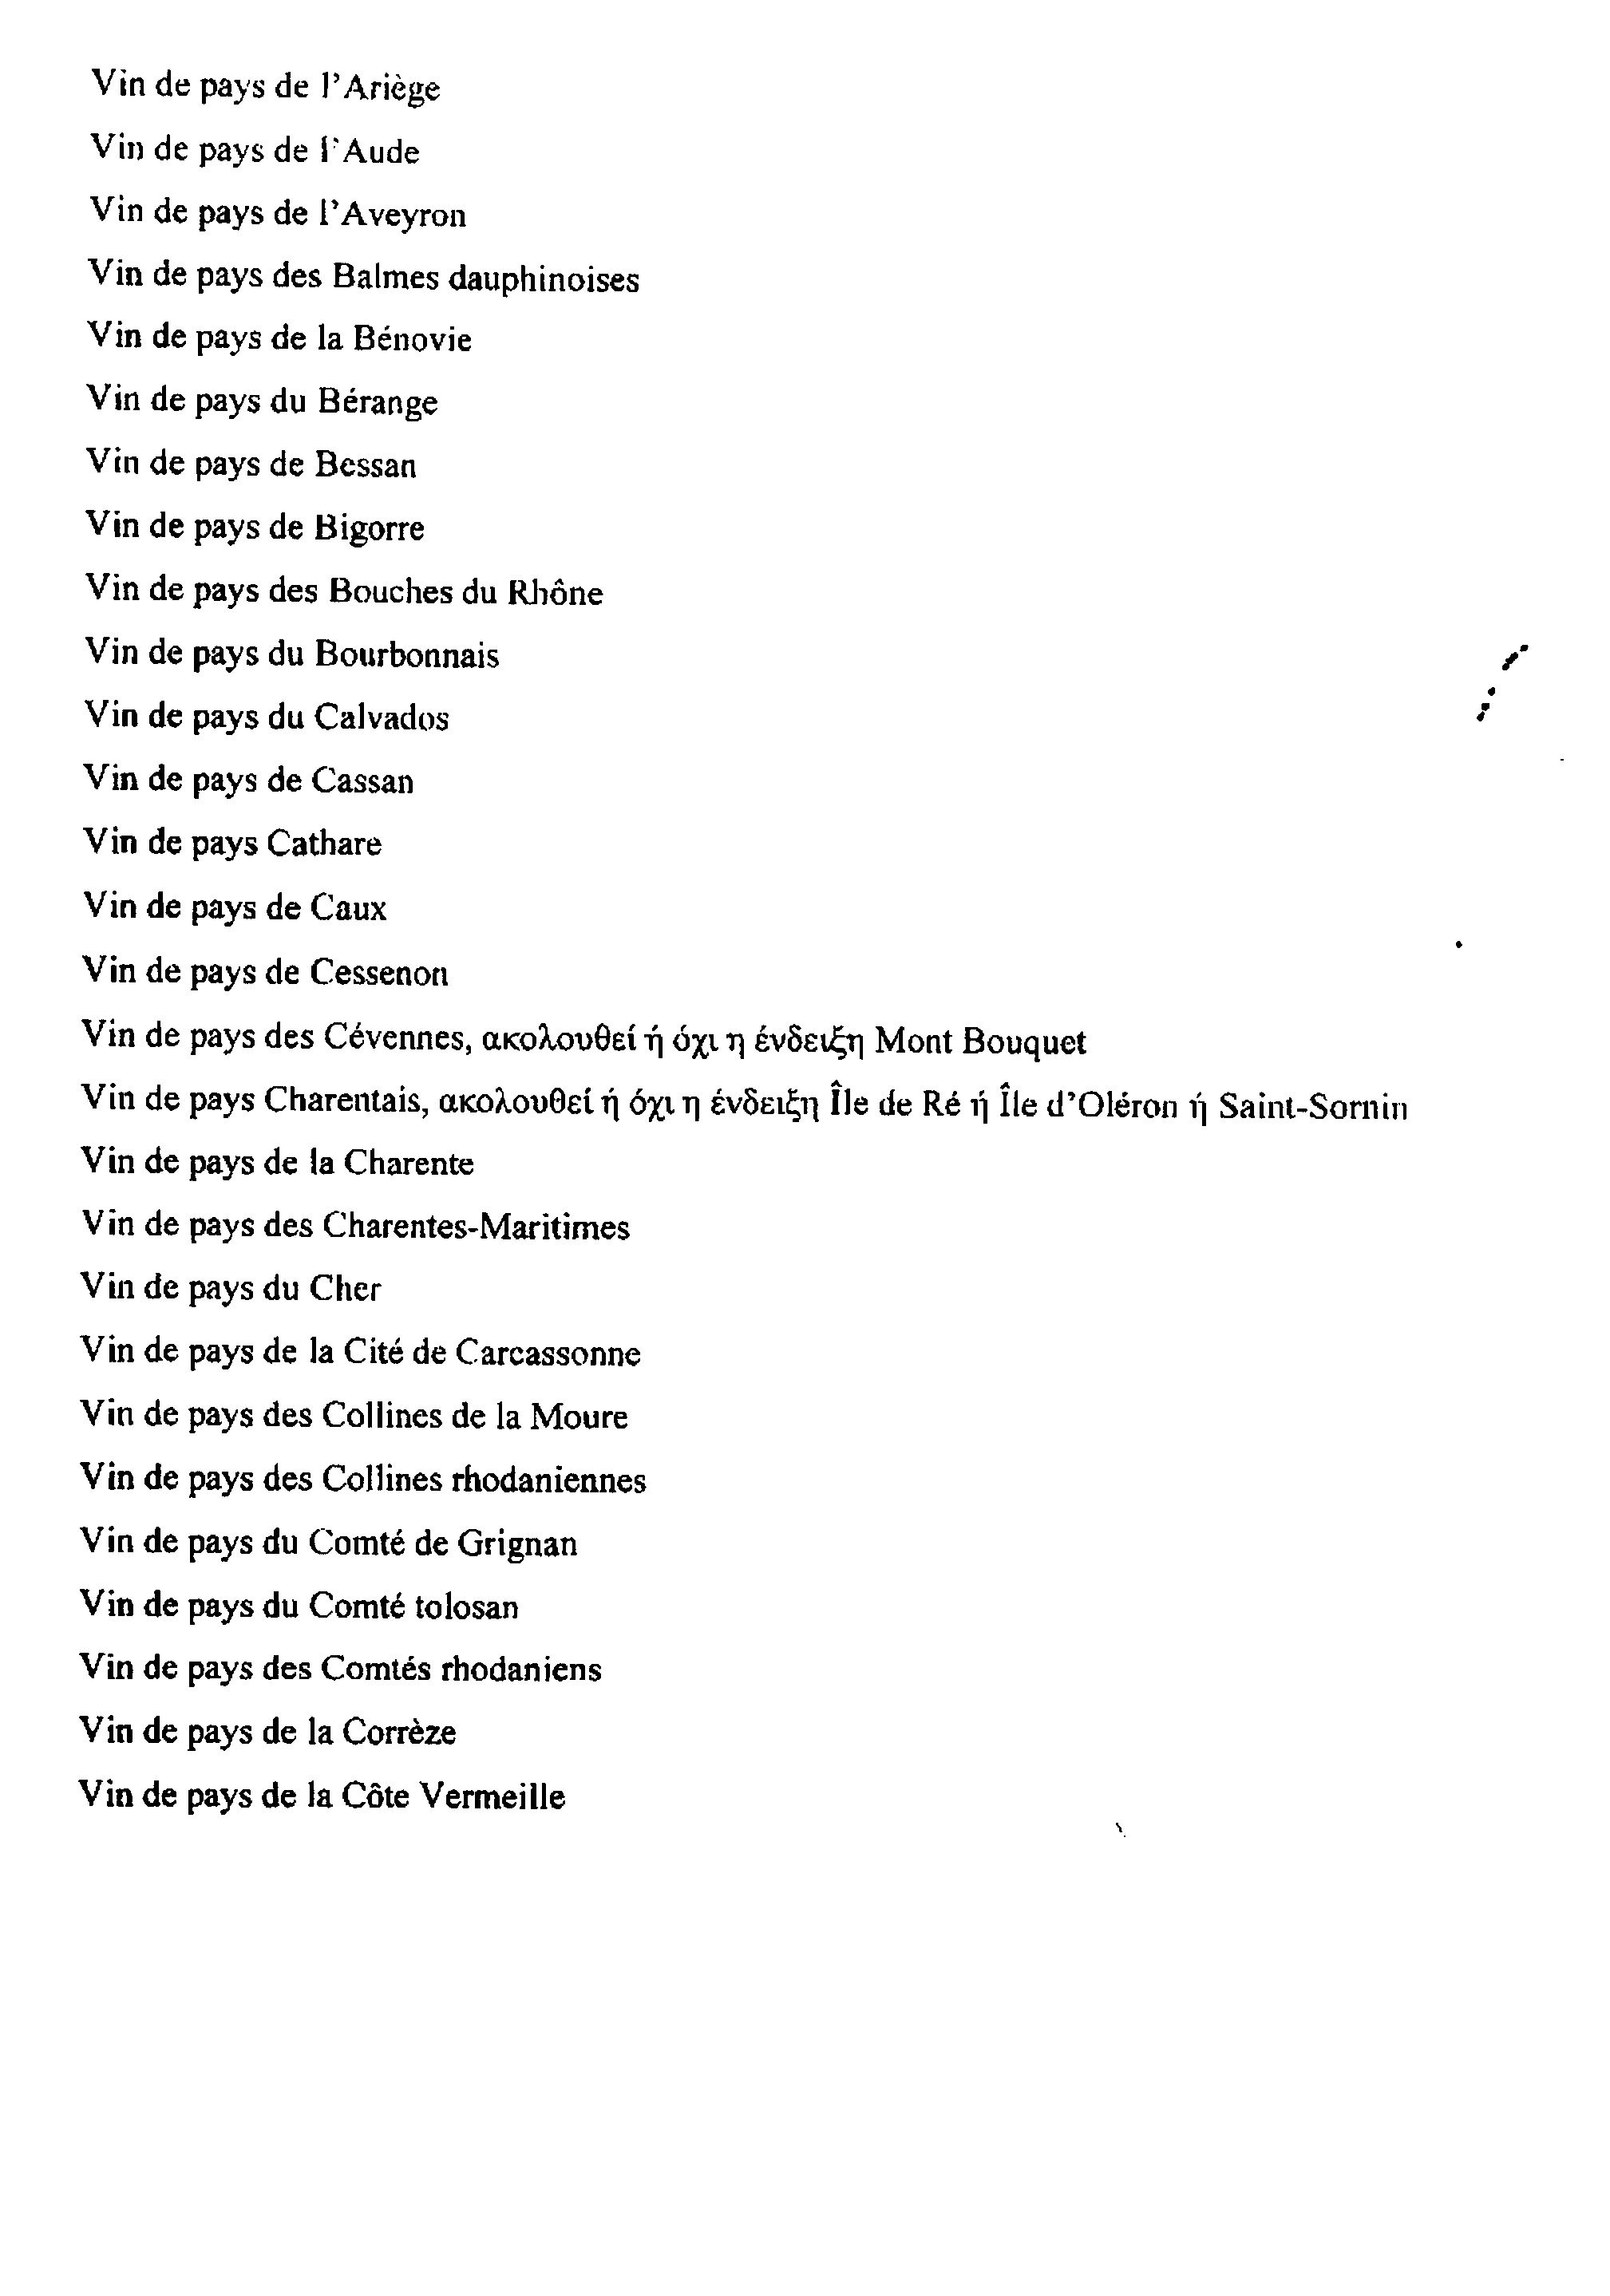 Vin de pays de l’Ariège
Vin de pays de l’Aude
Vin de pays de l’Aveyron
Vin de pays des Balmes dauphinoises
Vin de pays de la Bénovie
Vin de pays du Bérange
Vin de pays de Bessan
Vin de pays de Bigorre
Vin de pays des Bouches du Rhône
Vin de pays du Bourbonnais
Vin de pays du Calvados
Vin de pays de Cassan
Vin de pays Cathare
Vin de pays de Caux
Vin de pays de Cessenon
Vin de pays des Cévennes, ακολουθεί ή όχι η ένδειξη Mont Bouquet
Vin de pays Charentais, ακολουθεί ή όχι η ένδειξη Île de Ré ή Île d’Oléron ή Saint-Sornin
Vin de pays de la Charente
Vin de pays des Charentes-Maritimes
Vin de pays du Cher
Vin de pays de la Cité de Carcassonne
Vin de pays des Collines de la Moure
Vin de pays des Collines rhodaniennes
Vin de pays du Comté de Grignan
Vin de pays du Comté tolosan
Vin de pays des Comtés rhodaniens
Vin de pays de la Corrèze
Vin de pays de la Côte Vermeille